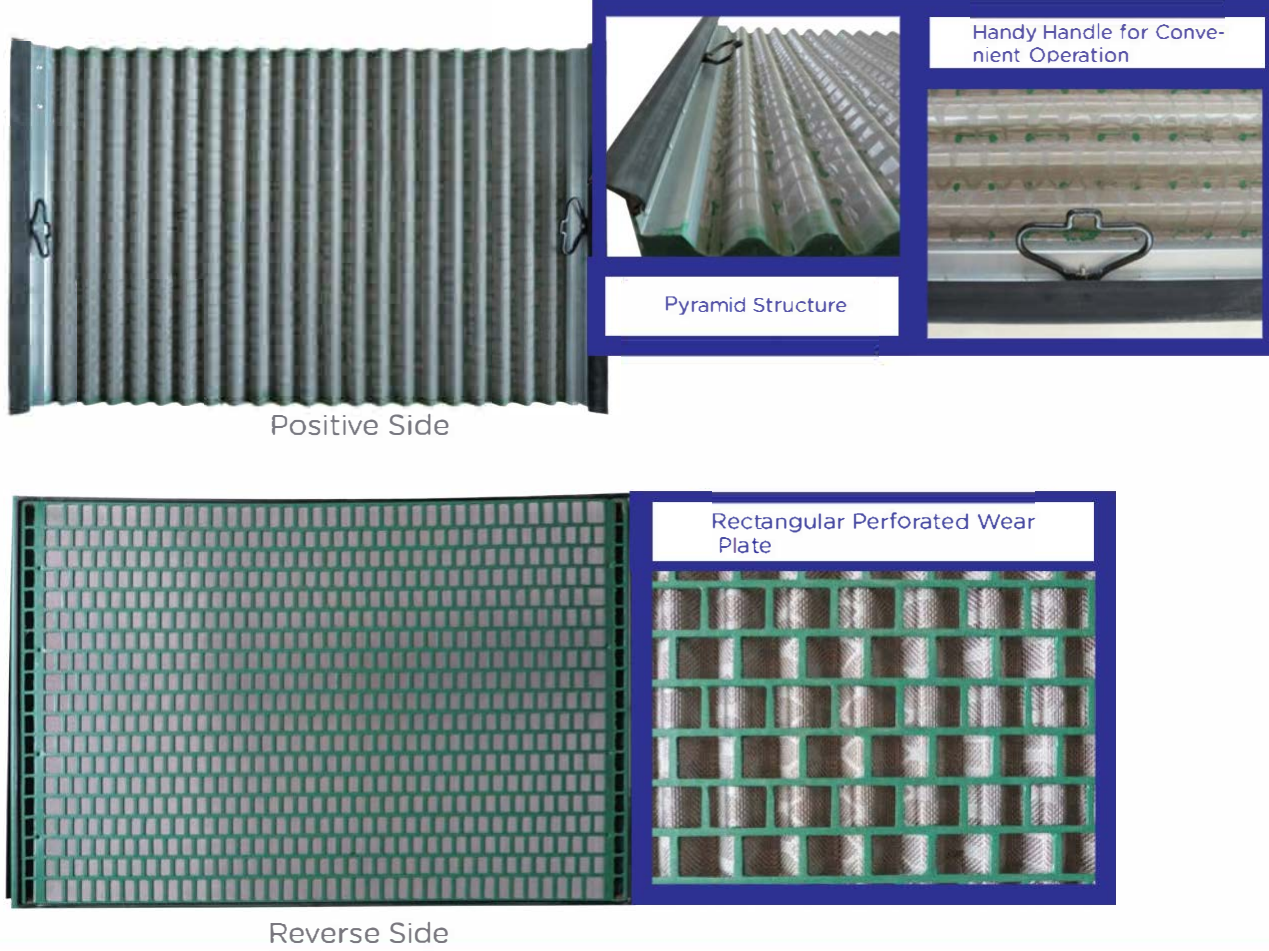 Handy Handle for Conve-
nient Operation
Pyramid Structure
Positive Side
Rectangular Perforated Wear
Plate
Reverse Side